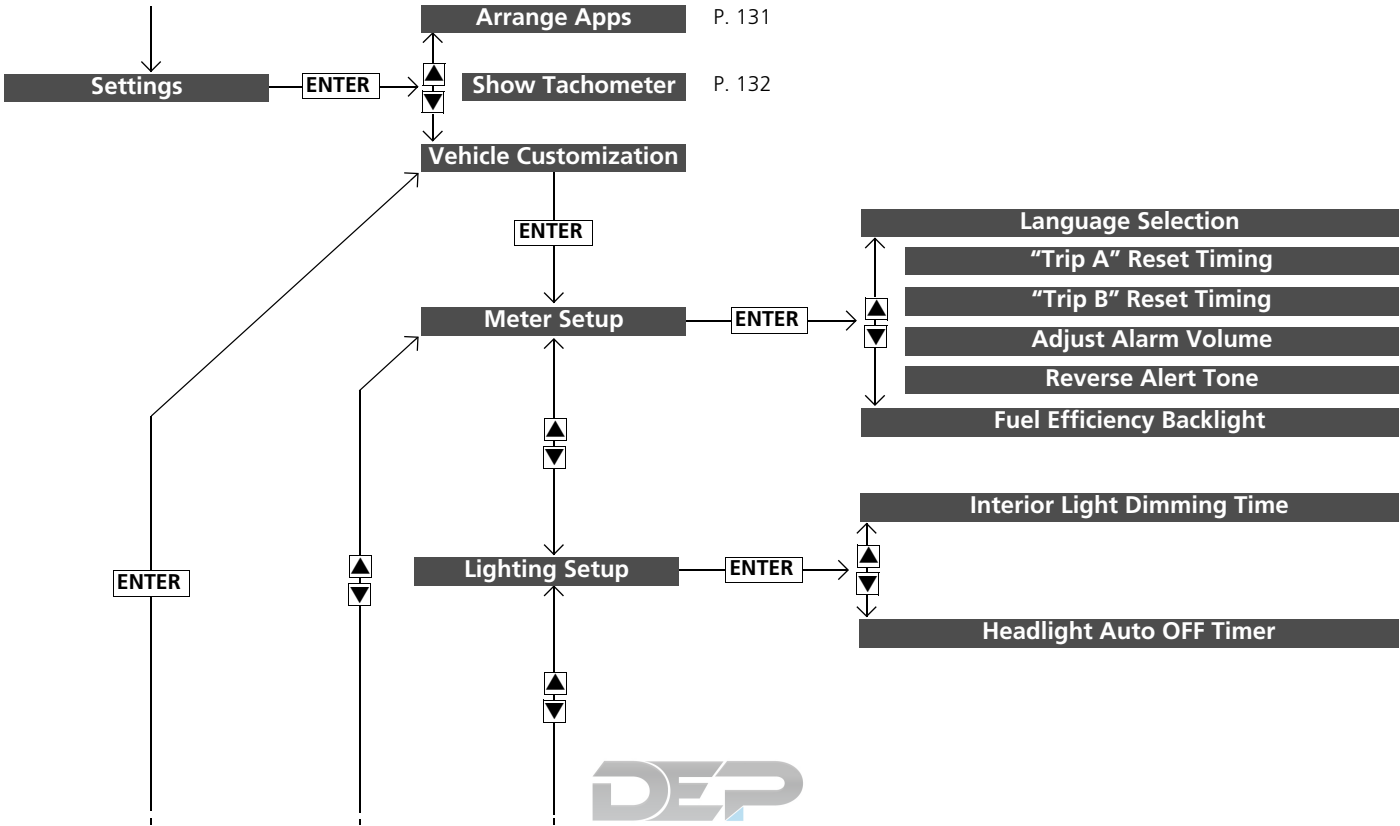 Arrange Apps P. 131
Settings ENTER ▲ Show Tachometer P. 132
▼
Vehicle Customization
ENTER
Language Selection
“Trip A” Reset Timing
“Trip B” Reset Timing
Meter Setup ENTER ▲
▼
Adjust Alarm Volume
Reverse Alert Tone
Fuel Efficiency Backlight
▲
▼
Interior Light Dimming Time
ENTER ▲ Lighting Setup ENTER ▲
▼ ▼
Headlight Auto OFF Timer
▲
▼
DEP